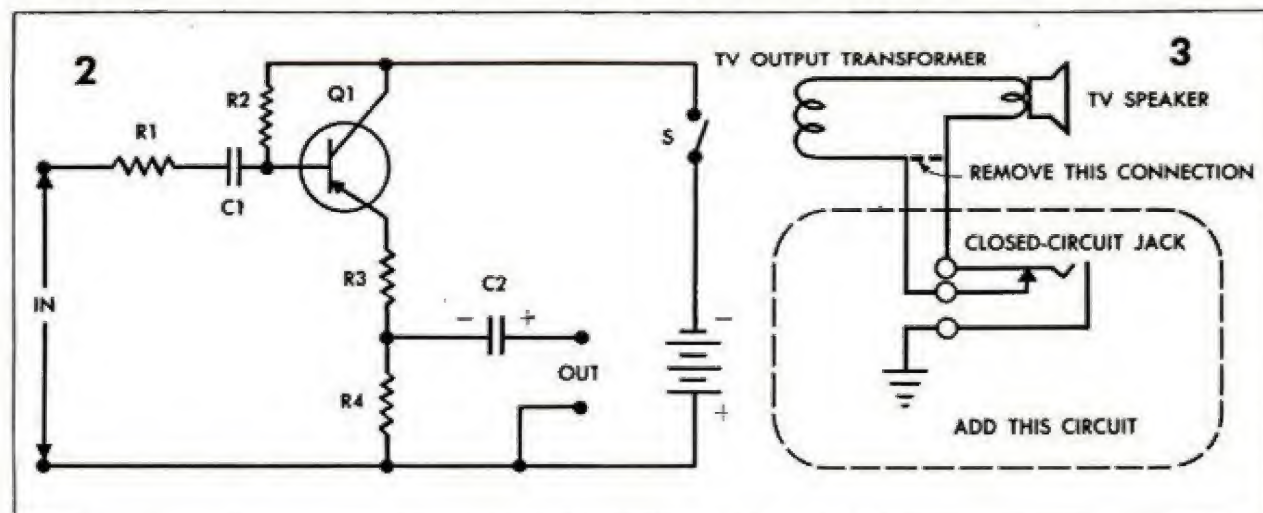 2
R1
C1
R2
Q1
R3
C2
- +
R4
IN
OUT
S
-
+
3
TV OUTPUT TRANSFORMER
TV SPEAKER
REMOVE THIS CONNECTION
CLOSED-CIRCUIT JACK
ADD THIS CIRCUIT